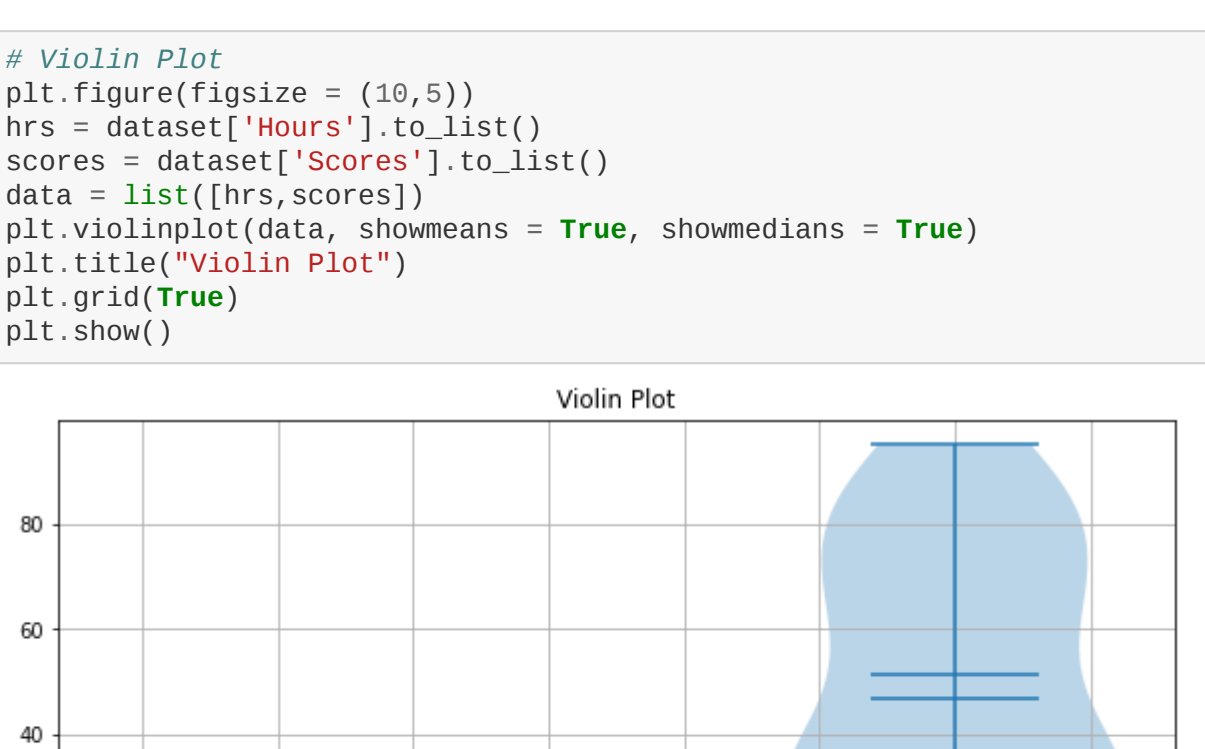 # Violin Plot
plt.figure(figsize = (10,5))
hrs = dataset['Hours'].to_list()
scores = dataset['Scores'].to_list()
data = list([hrs,scores])
plt.violinplot(data, showmeans = True, showmedians = True)
plt.title("Violin Plot")
plt.grid(True)
plt.show()
Violin Plot
80
60
40